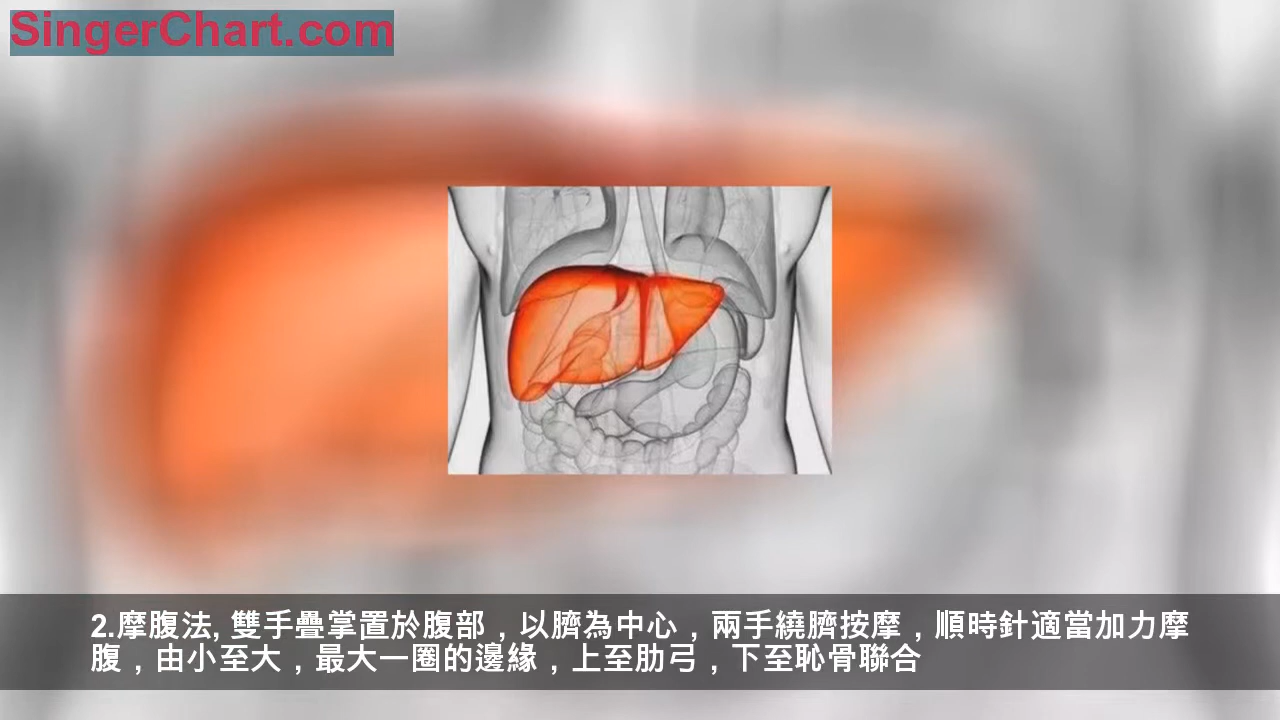 SingerChart.com
2.摩腹法, 雙手疊掌置於腹部，以臍為中心，兩手繞臍按摩，順時針適當加力摩
腹，由小至大，最大一圈的邊緣，上至肋弓，下至恥骨聯合